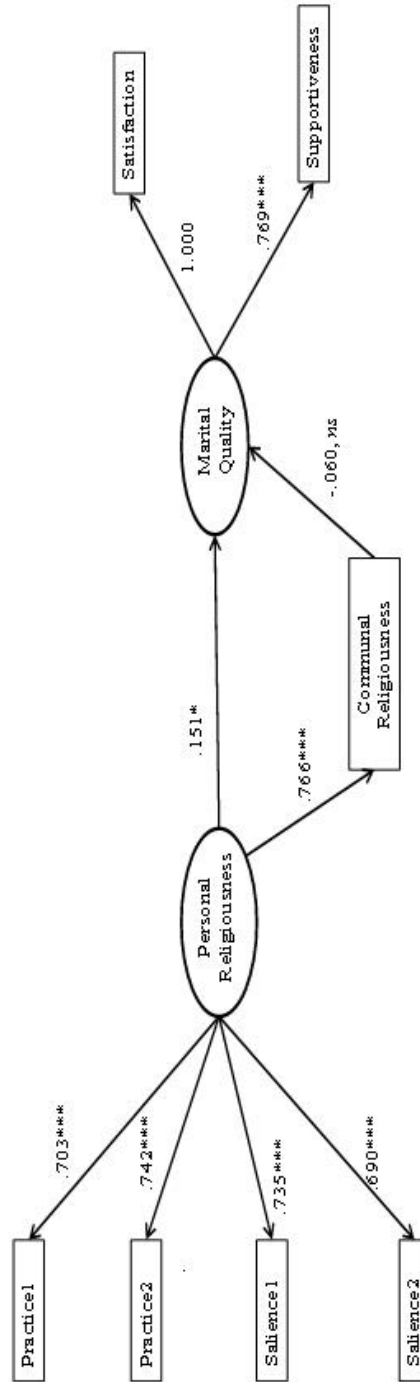 Practice1
Practice2
Salience1
Salience2
.703***
.742***
.735***
.690***
Personal
Religiousness
.151*
.766***
Communal
Religiousness
-.060, ns
Marital
Quality
1.000
.769***
Satisfaction
Supportiveness